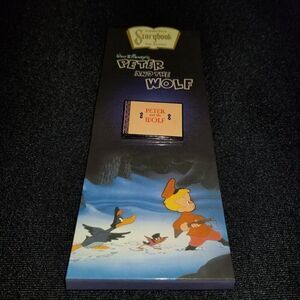 Storybook
Walt Disney's
PETER
AND THE
WOLF
PETER
and the
WOLF